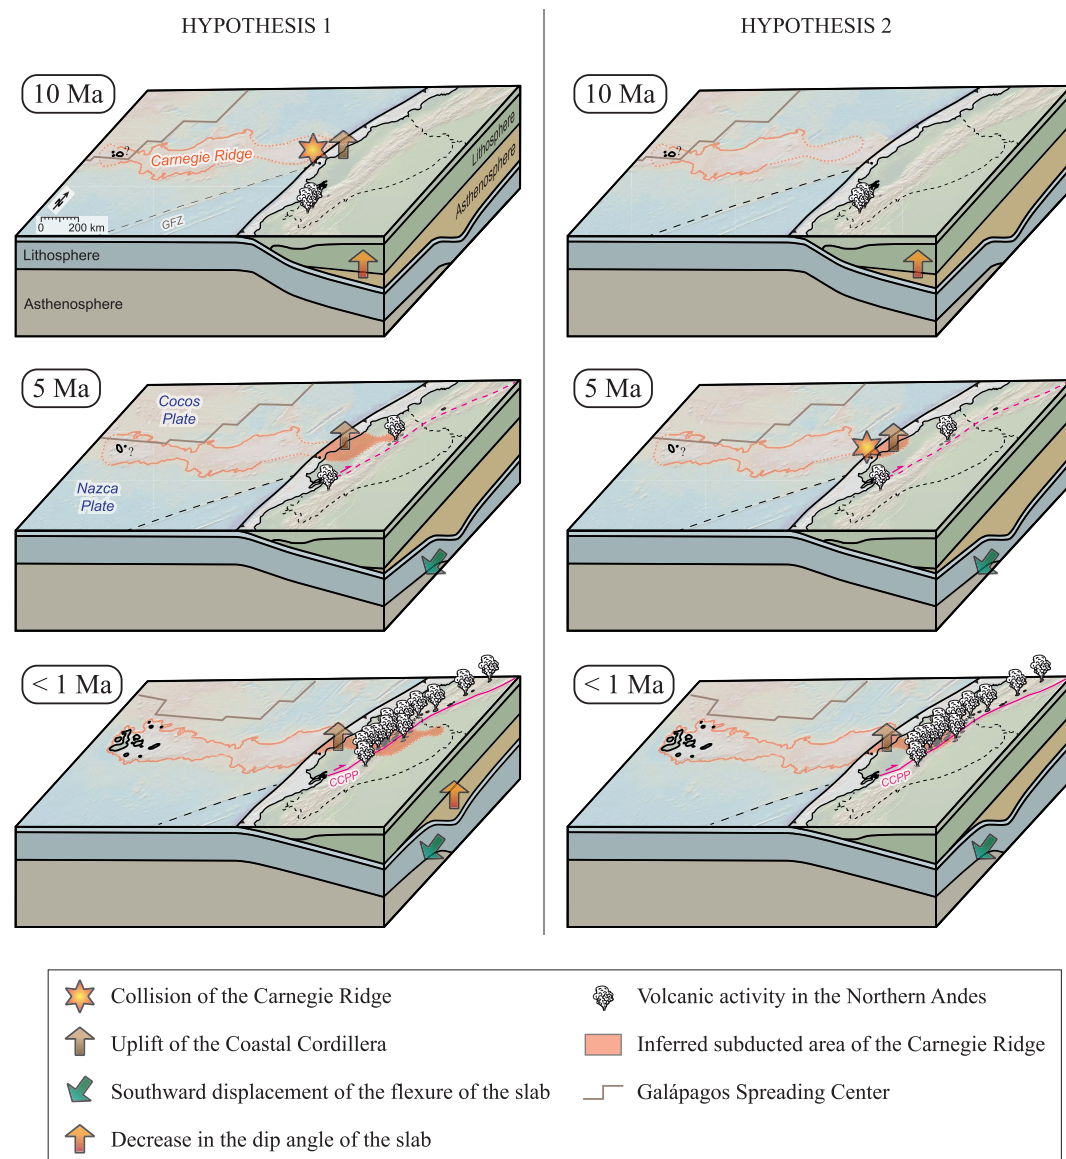 HYPOTHESIS 1
HYPOTHESIS 2
10 Ma
10 Ma
?
Carnegie Ridge
?
Lithosphere
Asthenosphere
N
0 200 km
GFZ
Lithosphere
Asthenosphere
5 Ma
5 Ma
Cocos
Plate
?
?
Nazca
Plate
< 1 Ma
< 1 Ma
CCPP
CCPP
Collision of the Carnegie Ridge
Volcanic activity in the Northern Andes
Uplift of the Coastal Cordillera
Inferred subducted area of the Carnegie Ridge
Southward displacement of the flexure of the slab
Galápagos Spreading Center
Decrease in the dip angle of the slab